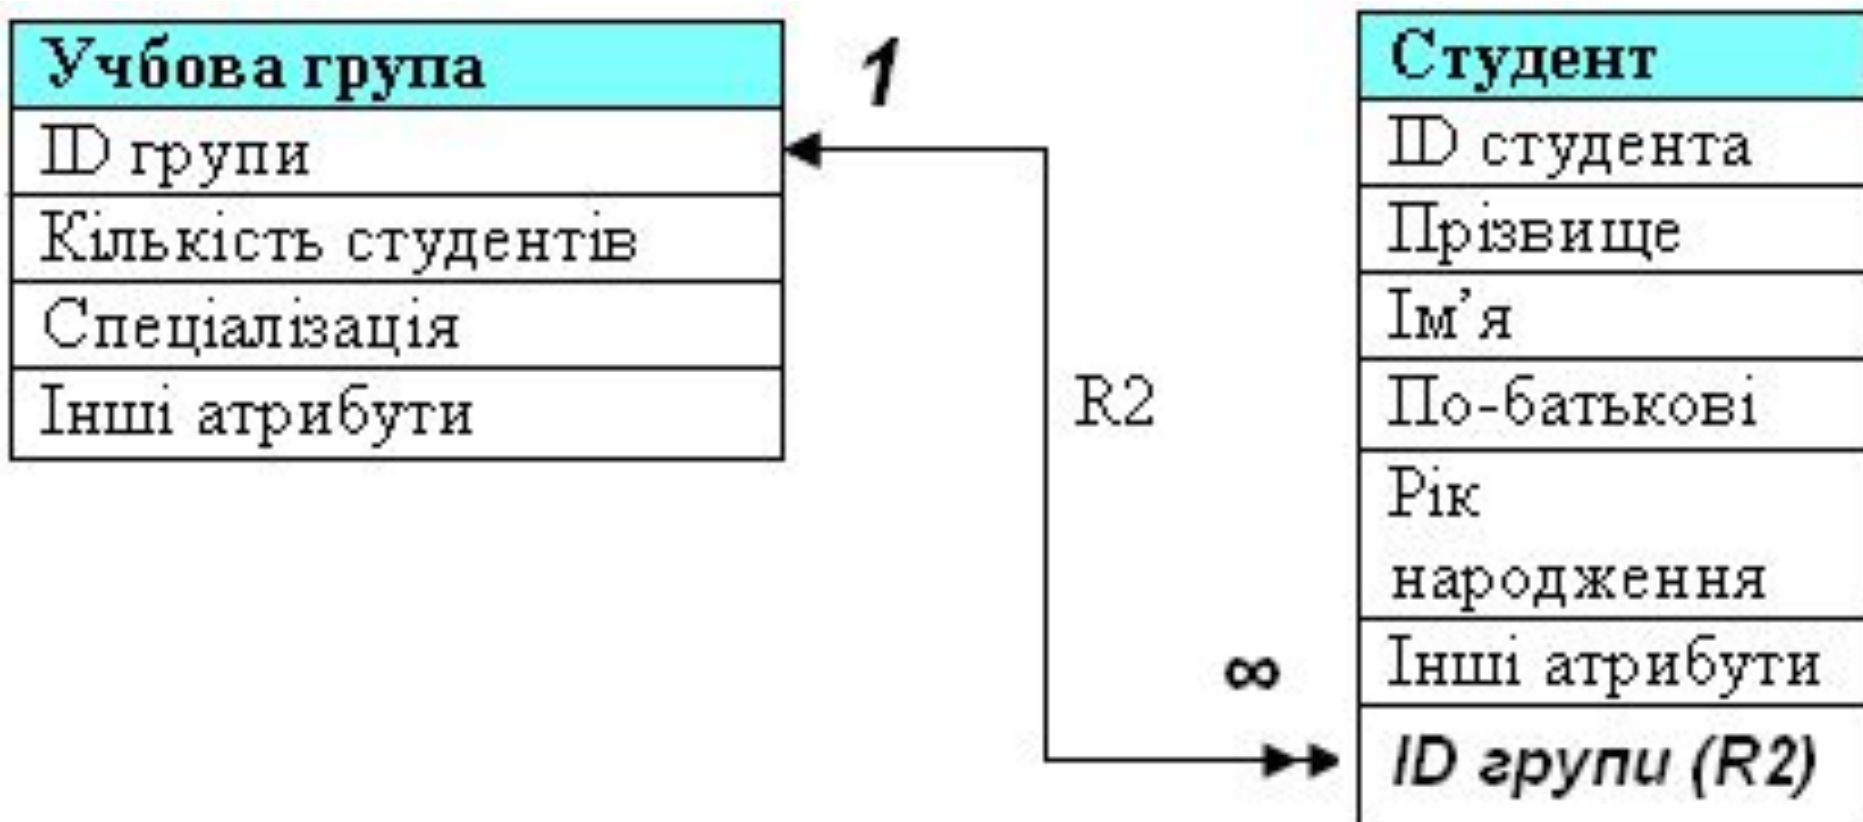 Учбова група
ID групи
Кількість студентів
Спеціалізація
Інші атрибути
1
R2
∞
Студент
ID студента
Прізвище
Ім’я
По-батькові
Рік
народження
Інші атрибути
ID групи (R2)